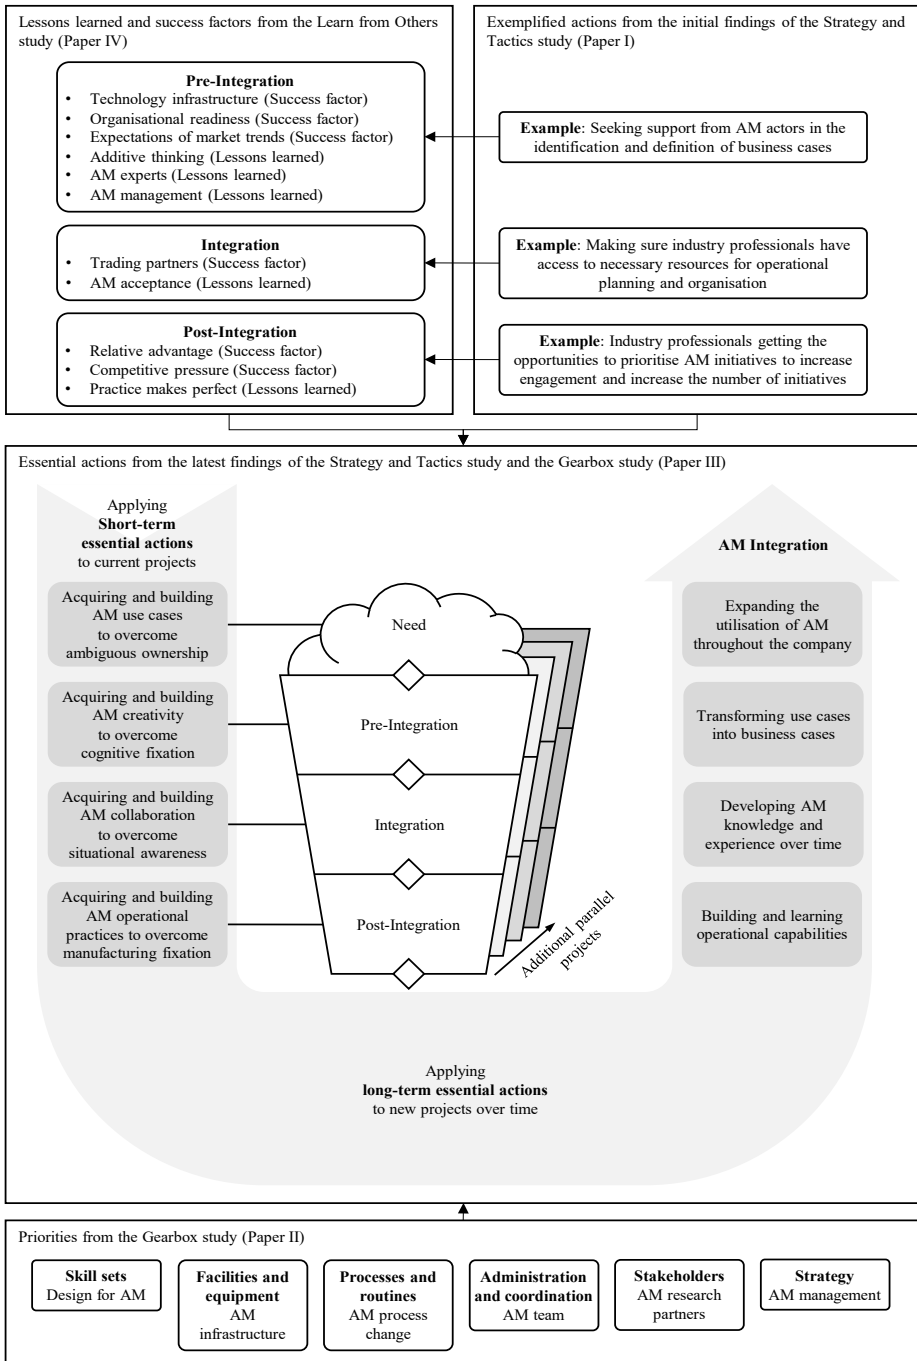 Lessons learned and success factors from the Learn from Others
study (Paper IV)
Pre-Integration
• Technology infrastructure (Success factor)
• Organisational readiness (Success factor)
• Expectations of market trends (Success factor)
• Additive thinking (Lessons learned)
• AM experts (Lessons learned)
• AM management (Lessons learned)
Integration
• Trading partners (Success factor)
• AM acceptance (Lessons learned)
Post-Integration
• Relative advantage (Success factor)
• Competitive pressure (Success factor)
• Practice makes perfect (Lessons learned)
Exemplified actions from the initial findings of the Strategy and
Tactics study (Paper I)
Example: Seeking support from AM actors in the
identification and definition of business cases
Example: Making sure industry professionals have
access to necessary resources for operational
planning and organisation
Example: Industry professionals getting the
opportunities to prioritise AM initiatives to increase
engagement and increase the number of initiatives
Essential actions from the latest findings of the Strategy and Tactics study and the Gearbox study (Paper III)
Applying
Short-term
essential actions
to current projects
Acquiring and building
AM use cases
to overcome
ambiguous ownership
Acquiring and building
AM creativity
to overcome
cognitive fixation
Acquiring and building
AM collaboration
to overcome
situational awareness
Acquiring and building
AM operational
practices to overcome
manufacturing fixation
Need
Pre-Integration
Integration
Post-Integration
Additional parallel
projects
AM Integration
Expanding the
utilisation of AM
throughout the company
Transforming use cases
into business cases
Developing AM
knowledge and
experience over time
Building and learning
operational capabilities
Applying
long-term essential actions
to new projects over time
Priorities from the Gearbox study (Paper II)
Skill sets
Design for AM
Facilities and
equipment
AM
infrastructure
Processes and
routines
AM process
change
Administration
and coordination
AM team
Stakeholders
AM research
partners
Strategy
AM management